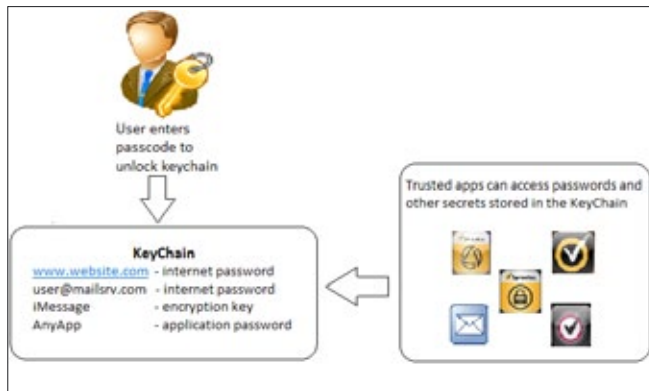 User enters
passcode to
unlock keychain
Trusted apps can access passwords and
other secrets stored in the KeyChain
KeyChain
www.website.com - internet password
user@mailsrv.com - internet password
iMessage - encryption key
AnyApp - application password